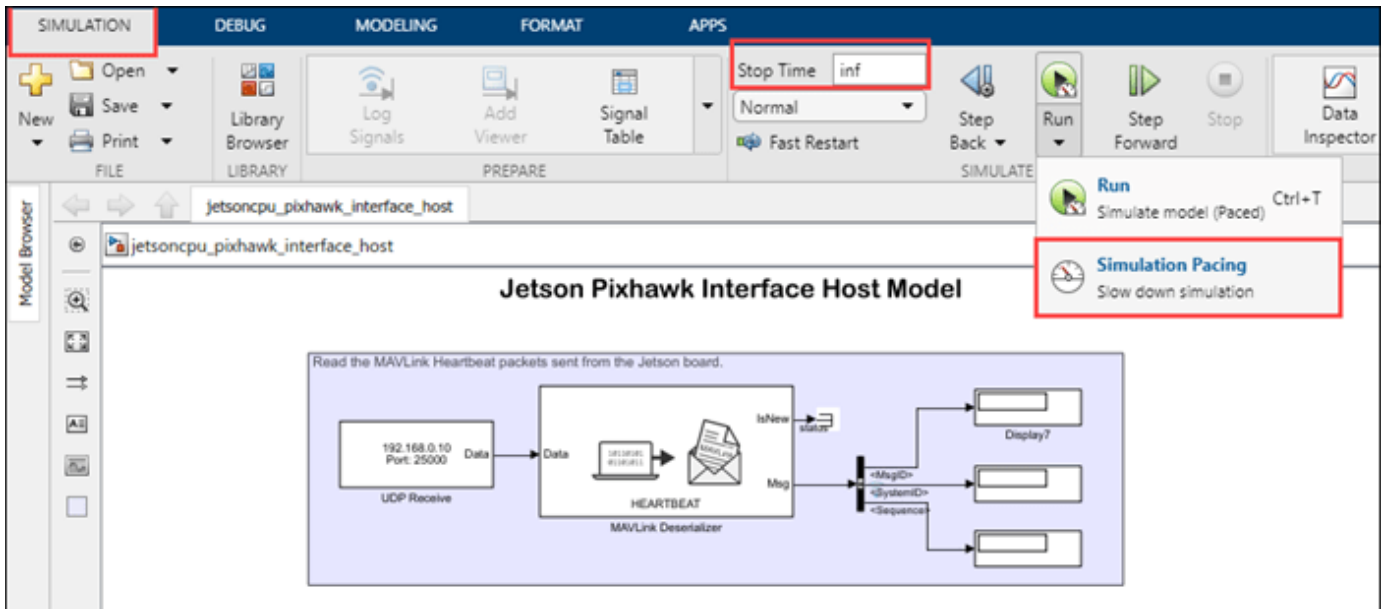 SIMULATION DEBUG MODELING FORMAT APPS
New
Open
Save
Print
FILE
Library
Browser
LIBRARY
Log
Signals
Add
Viewer
Signal
Table
PREPARE
Stop Time inf
Normal
Fast Restart
Step
Back
Run
Step
Forward
Stop
SIMULATE
Data
Inspector
Run
Simulate model (Paced) Ctrl+T
Simulation Pacing
Slow down simulation
Model Browser
jetsoncpu_pixhawk_interface_host
jetsoncpu_pixhawk_interface_host
Jetson Pixhawk Interface Host Model
Read the MAVLink Heartbeat packets sent from the Jetson board.
192.168.0.10
Port: 25000
Data
UDP Receive
Data
HEARTBEAT
IsNew
Msg
MAVLink Deserializer
status
<MsgID>
<SystemID>
<Sequence>
Display7